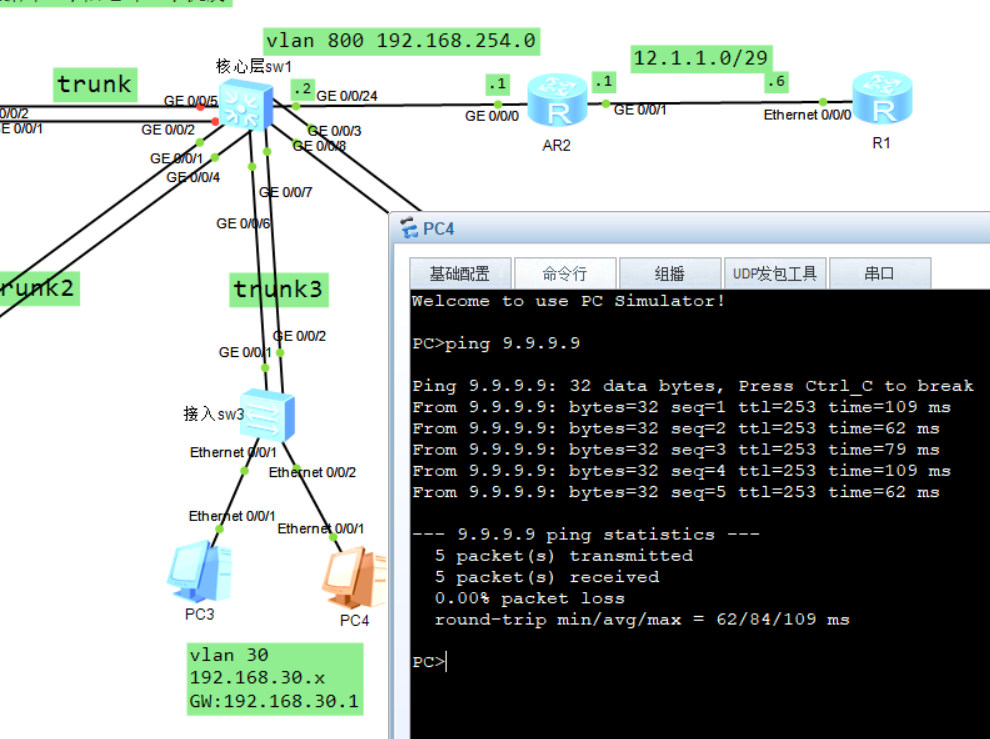 vlan 800 192.168.254.0
12.1.1.0/29
核心层sw1
trunk
.2
.1
.1
.6
GE 0/0/5
GE 0/0/24
0/0/2
E 0/0/1
GE 0/0/2
GE 0/0/3
GE 0/0/0
GE 0/0/1
Ethernet 0/0/0
GE 0/0/8
AR2
R1
GE 0/0/1
GE 0/0/4
GE 0/0/7
GE 0/0/6
runk2
trunk3
GE 0/0/2
GE 0/0/1
接入sw3
Ethernet 0/0/1
Ethernet 0/0/2
Ethernet 0/0/1
Ethernet 0/0/1
PC3
PC4
vlan 30
192.168.30.x
GW:192.168.30.1
PC4
基础配置
命令行
组播
UDP发包工具
串口
Welcome to use PC Simulator!
PC>ping 9.9.9.9
Ping 9.9.9.9: 32 data bytes, Press Ctrl_C to break
From 9.9.9.9: bytes=32 seq=1 ttl=253 time=109 ms
From 9.9.9.9: bytes=32 seq=2 ttl=253 time=62 ms
From 9.9.9.9: bytes=32 seq=3 ttl=253 time=79 ms
From 9.9.9.9: bytes=32 seq=4 ttl=253 time=109 ms
From 9.9.9.9: bytes=32 seq=5 ttl=253 time=62 ms
--- 9.9.9.9 ping statistics ---
5 packet(s) transmitted
5 packet(s) received
0.00% packet loss
round-trip min/avg/max = 62/84/109 ms
PC>